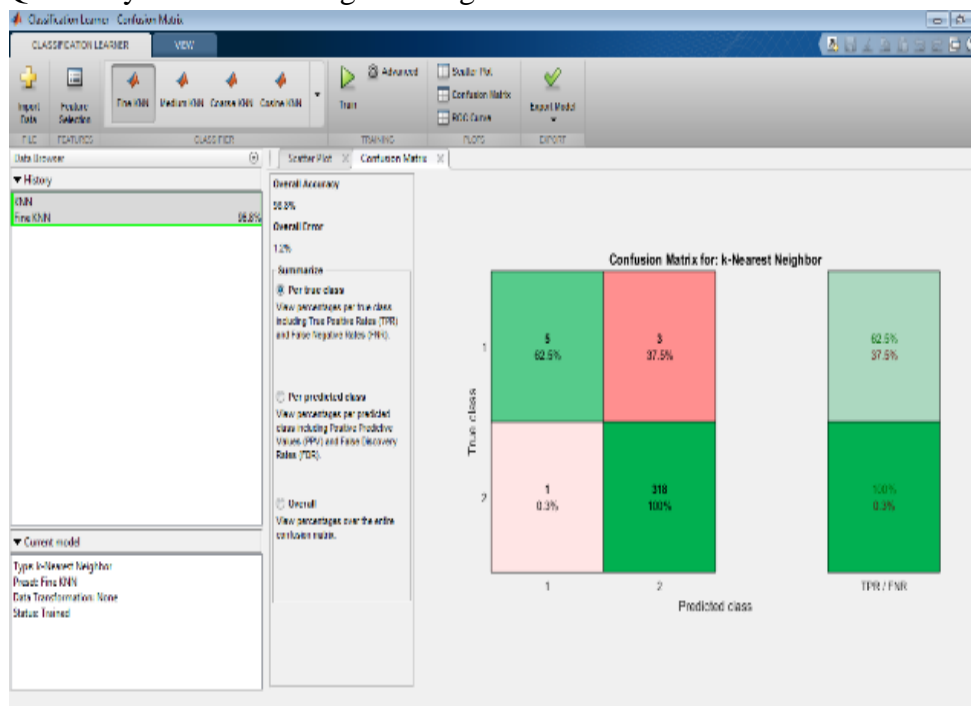 Classification Learner - Confusion Matrix
CLASSIFICATION LEARNER VIEW
Import Data
Feature Selection
Fine KNN Medium KNN Coarse KNN Cosine KNN
Train
Advanced
Scatter Plot
Confusion Matrix
ROC Curve
Export Model
FILE FEATURES CLASSIFIER TRAINING PLOTS EXPORT
Data Browser
Scatter Plot Confusion Matrix
History
KNN
Fine KNN 98.8%
Overall Accuracy
98.8%
Overall Error
1.2%
Summarize
Per true class
View percentages per true class
including True Positive Rates (TPR)
and False Negative Rates (FNR).
Per predicted class
View percentages per predicted
class including Positive Predictive
Values (PPV) and False Discovery
Rates (FDR).
Overall
View percentages over the entire
confusion matrix.
Current model
Type: k-Nearest Neighbor
Preset: Fine KNN
Data Transformation: None
Status: Trained
Confusion Matrix for: k-Nearest Neighbor
True class
1
5
62.5%
3
37.5%
62.5%
37.5%
2
1
0.3%
318
100%
100%
0.3%
1 2 TPR / FNR
Predicted class